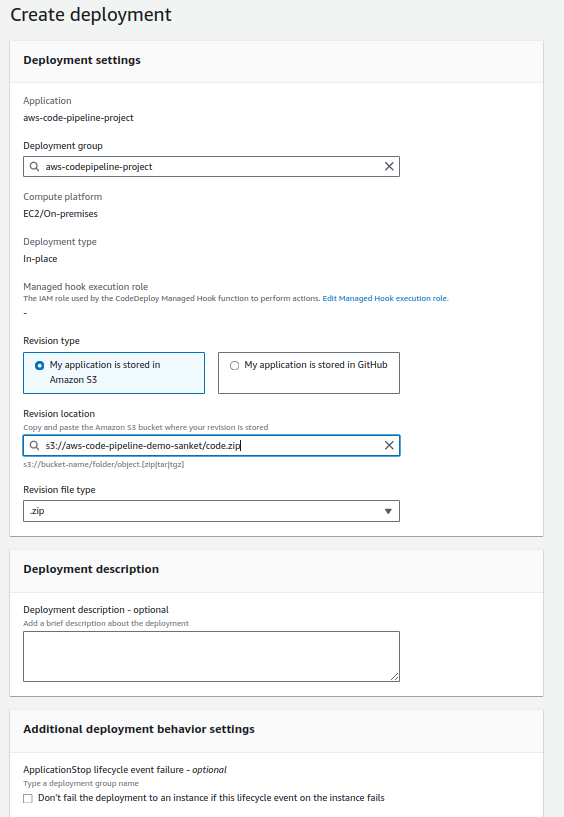 Create deployment
Deployment settings
Application
aws-code-pipeline-project
Deployment group
aws-codepipeline-project
Compute platform
EC2/On-premises
Deployment type
In-place
Managed hook execution role
The IAM role used by the CodeDeploy Managed Hook function to perform actions. Edit Managed Hook execution role.
-
Revision type
My application is stored in
Amazon S3
My application is stored in GitHub
Revision location
Copy and paste the Amazon S3 bucket where your revision is stored
s3://aws-code-pipeline-demo-sanket/code.zip
s3://bucket-name/folder/object.[zip|tar|tgz]
Revision file type
.zip
Deployment description
Deployment description - optional
Add a brief description about the deployment
Additional deployment behavior settings
ApplicationStop lifecycle event failure - optional
Type a deployment group name
Don't fail the deployment to an instance if this lifecycle event on the instance fails